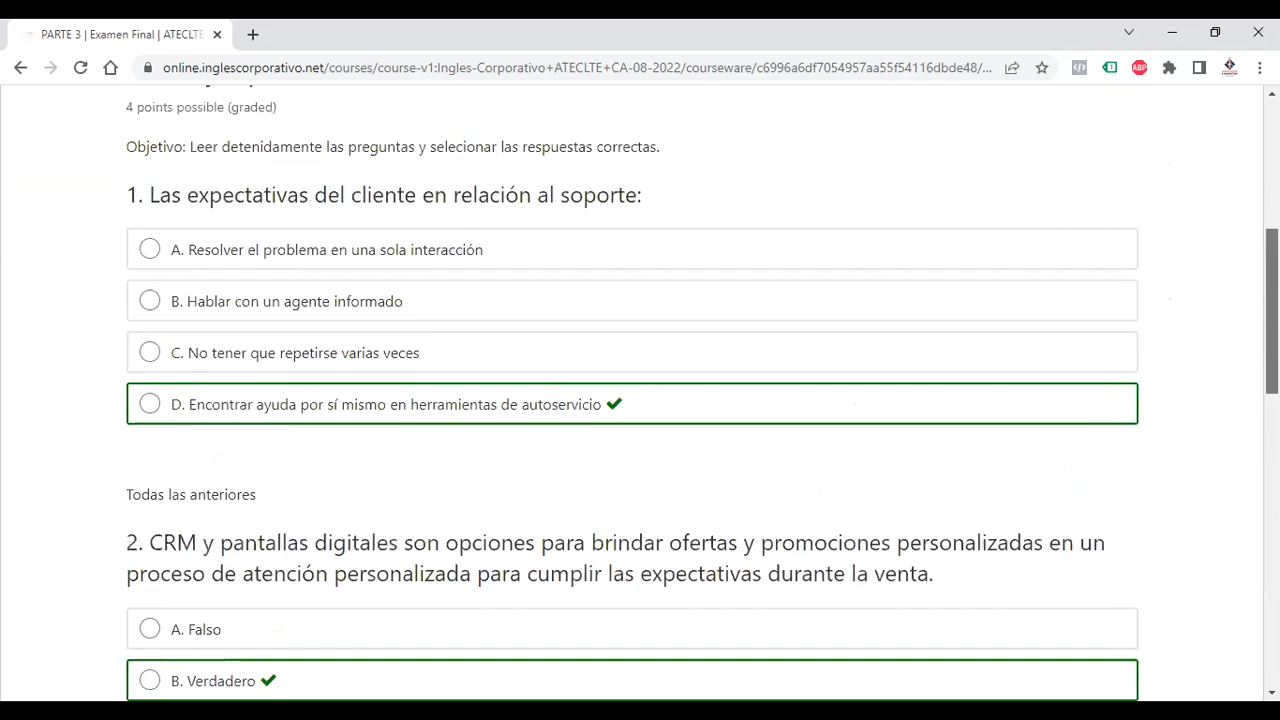 PARTE 3 | Examen Final | ATECLTE
online.inglescorporativo.net/courses/course-v1:Ingles-Corporativo+ATECLTE+CA-08-2022/courseware/c6996a6df7054957aa55f54116dbde48/...
ABP
4 points possible (graded)
Objetivo: Leer detenidamente las preguntas y selecionar las respuestas correctas.
1. Las expectativas del cliente en relación al soporte:
A. Resolver el problema en una sola interacción
B. Hablar con un agente informado
C. No tener que repetirse varias veces
D. Encontrar ayuda por sí mismo en herramientas de autoservicio
Todas las anteriores
2. CRM y pantallas digitales son opciones para brindar ofertas y promociones personalizadas en un
proceso de atención personalizada para cumplir las expectativas durante la venta.
A. Falso
B. Verdadero